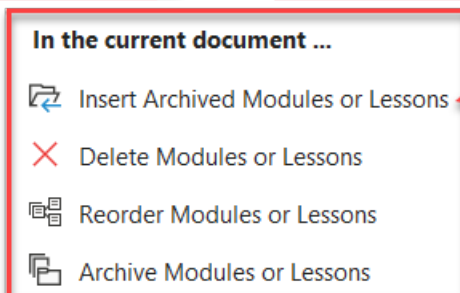 In the current document ...
Insert Archived Modules or Lessons
Delete Modules or Lessons
Reorder Modules or Lessons
Archive Modules or Lessons